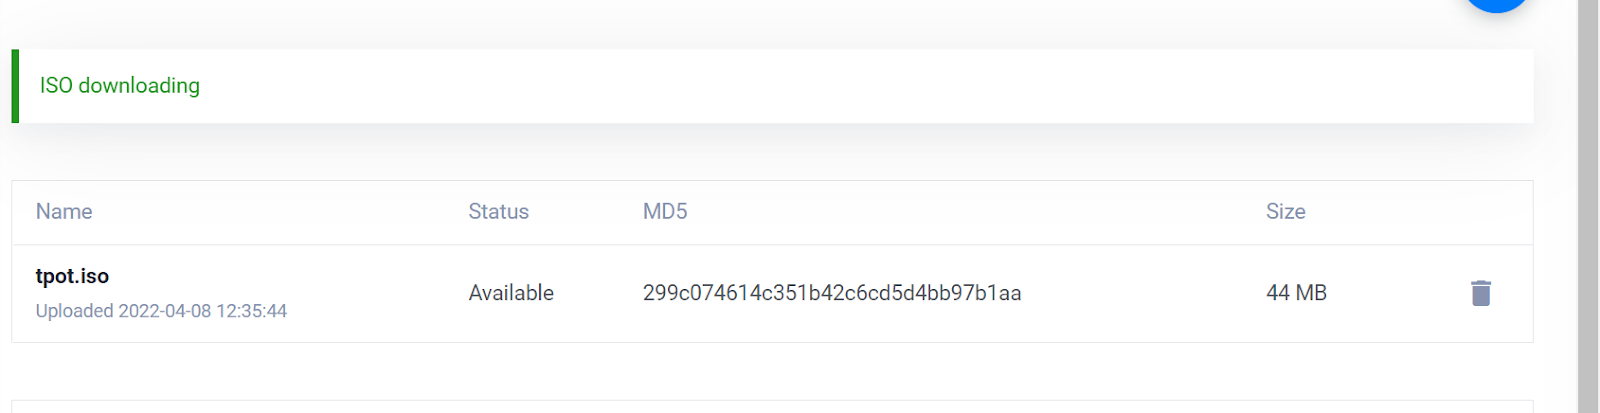 ISO downloading
Name Status MD5 Size
tpot.iso
Uploaded 2022-04-08 12:35:44
Available 299c074614c351b42c6cd5d4bb97b1aa 44 MB